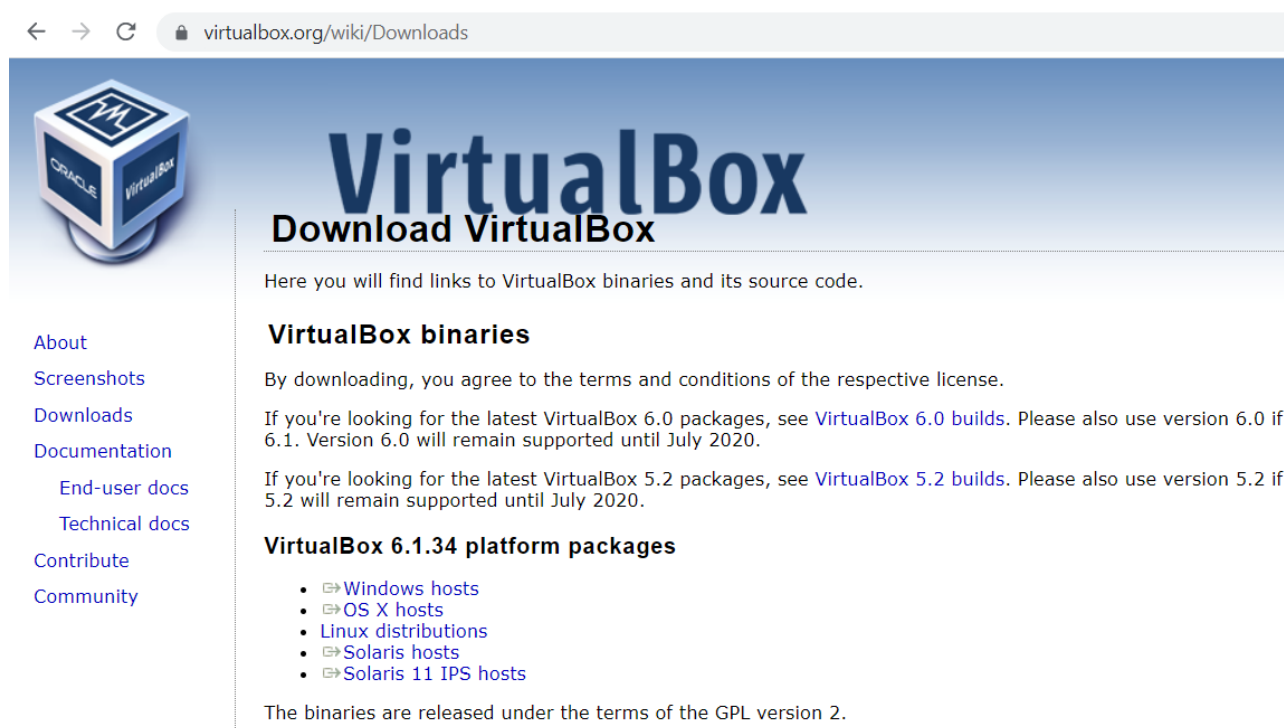 virtualbox.org/wiki/Downloads
ORACLE
VirtualBox
VirtualBox
Download VirtualBox
Here you will find links to VirtualBox binaries and its source code.
About
Screenshots
Downloads
Documentation
End-user docs
Technical docs
Contribute
Community
VirtualBox binaries
By downloading, you agree to the terms and conditions of the respective license.
If you're looking for the latest VirtualBox 6.0 packages, see VirtualBox 6.0 builds. Please also use version 6.0 if
6.1. Version 6.0 will remain supported until July 2020.
If you're looking for the latest VirtualBox 5.2 packages, see VirtualBox 5.2 builds. Please also use version 5.2 if
5.2 will remain supported until July 2020.
VirtualBox 6.1.34 platform packages
Windows hosts
OS X hosts
Linux distributions
Solaris hosts
Solaris 11 IPS hosts
The binaries are released under the terms of the GPL version 2.